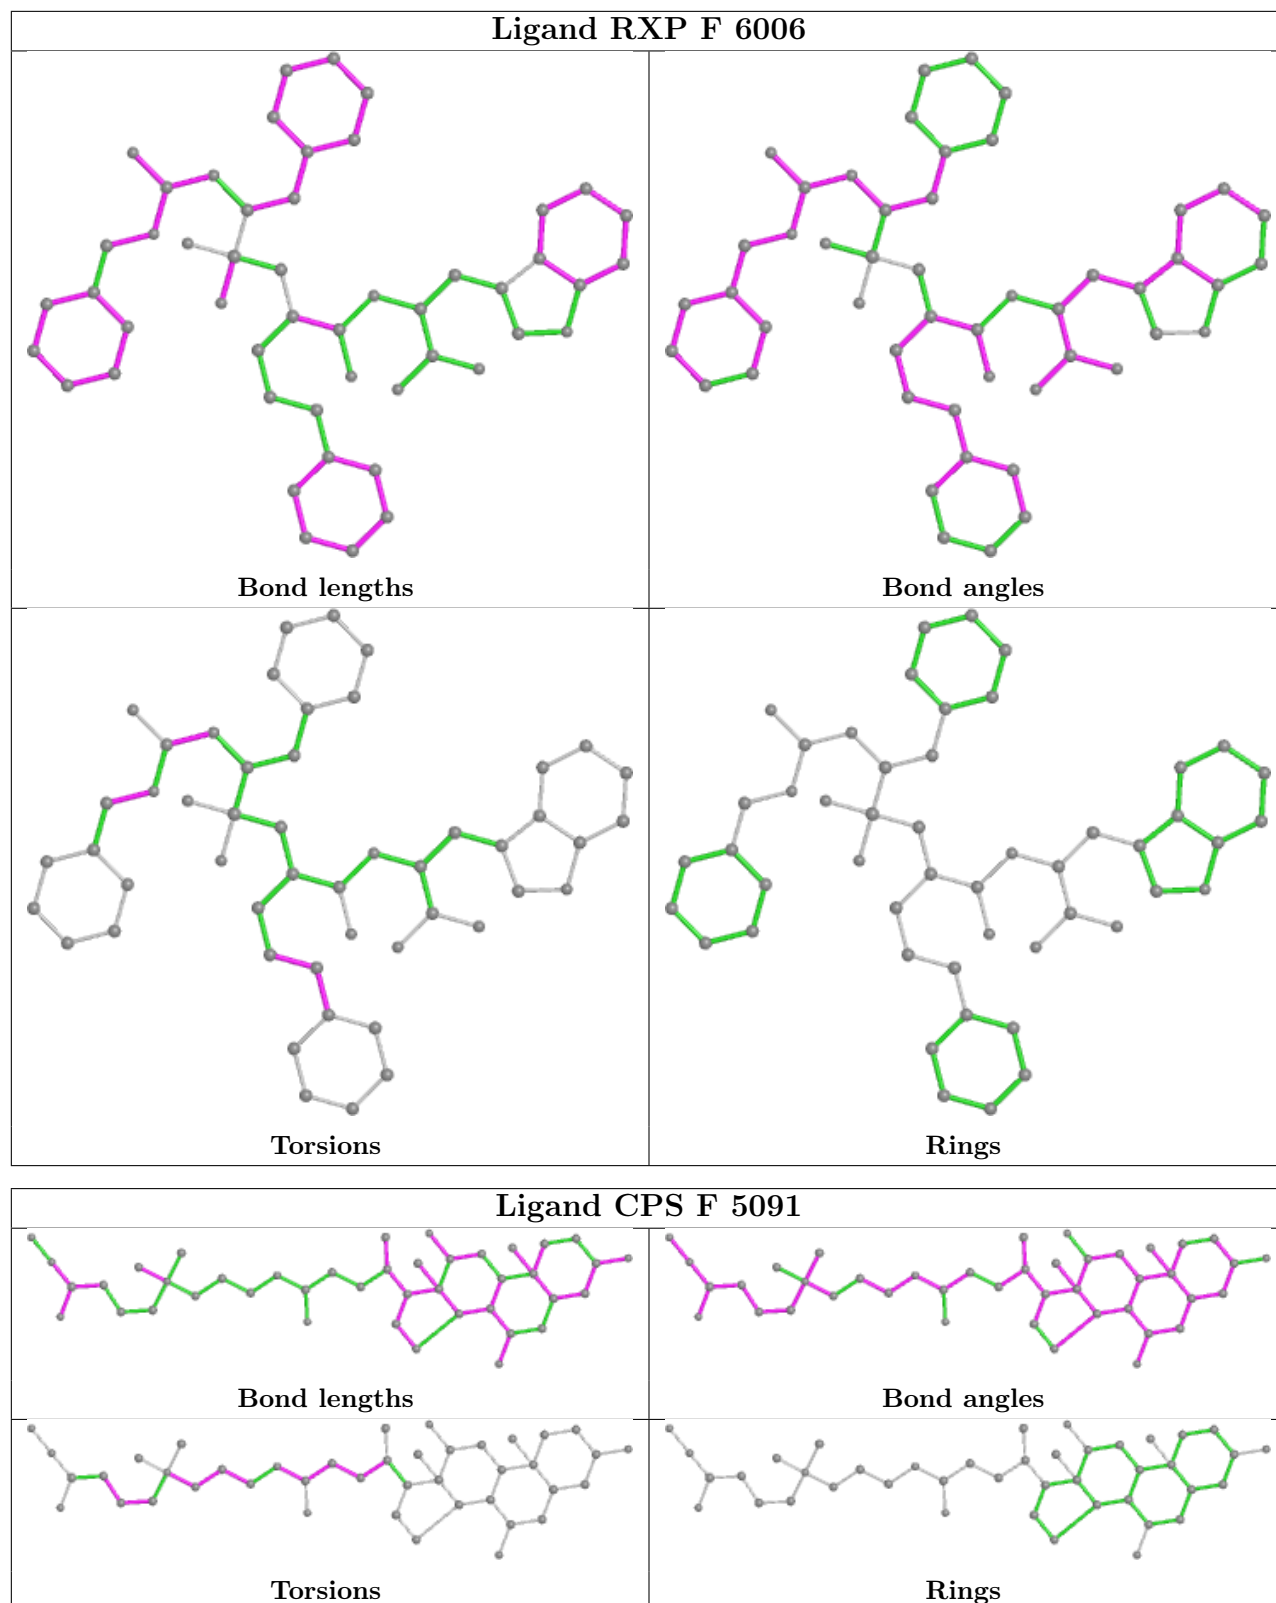 Ligand RXP F 6006
Bond lengths
Bond angles
Torsions
Rings
Ligand CPS F 5091
Bond lengths
Bond angles
Torsions
Rings